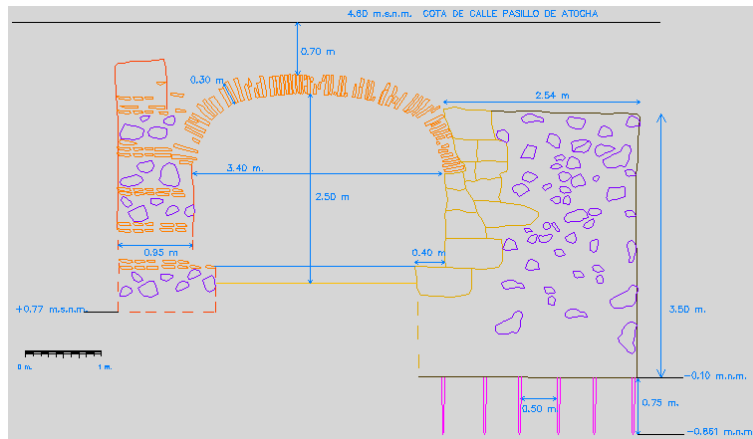 4.60 m.s.n.m. COTA DE CALLE PASILLO DE ATOCHA
0.70 m
0.30 m
2.54 m
3.40 m.
2.50 m
0.95 m
0.40 m
+0.77 m.s.n.m.
3.50 m.
0 m. 1 m.
-0.10 m.n.m.
0.50 m
0.75 m.
-0.851 m.n.m